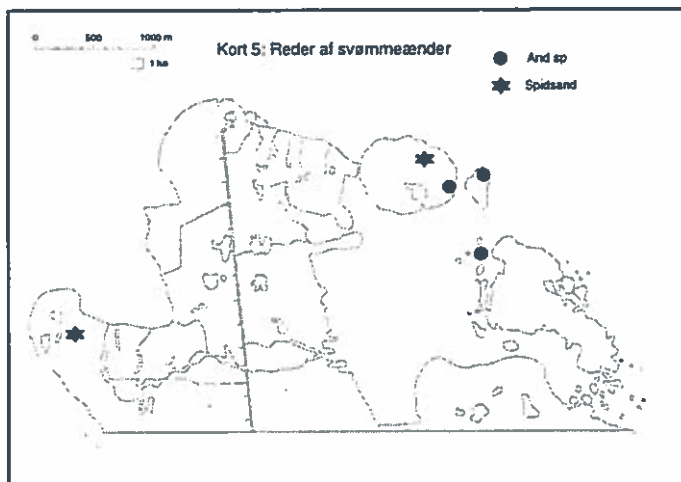 0 500 1000 m
1 ha
Kort 5: Reder af svømmeænder
And sp
Spidsand